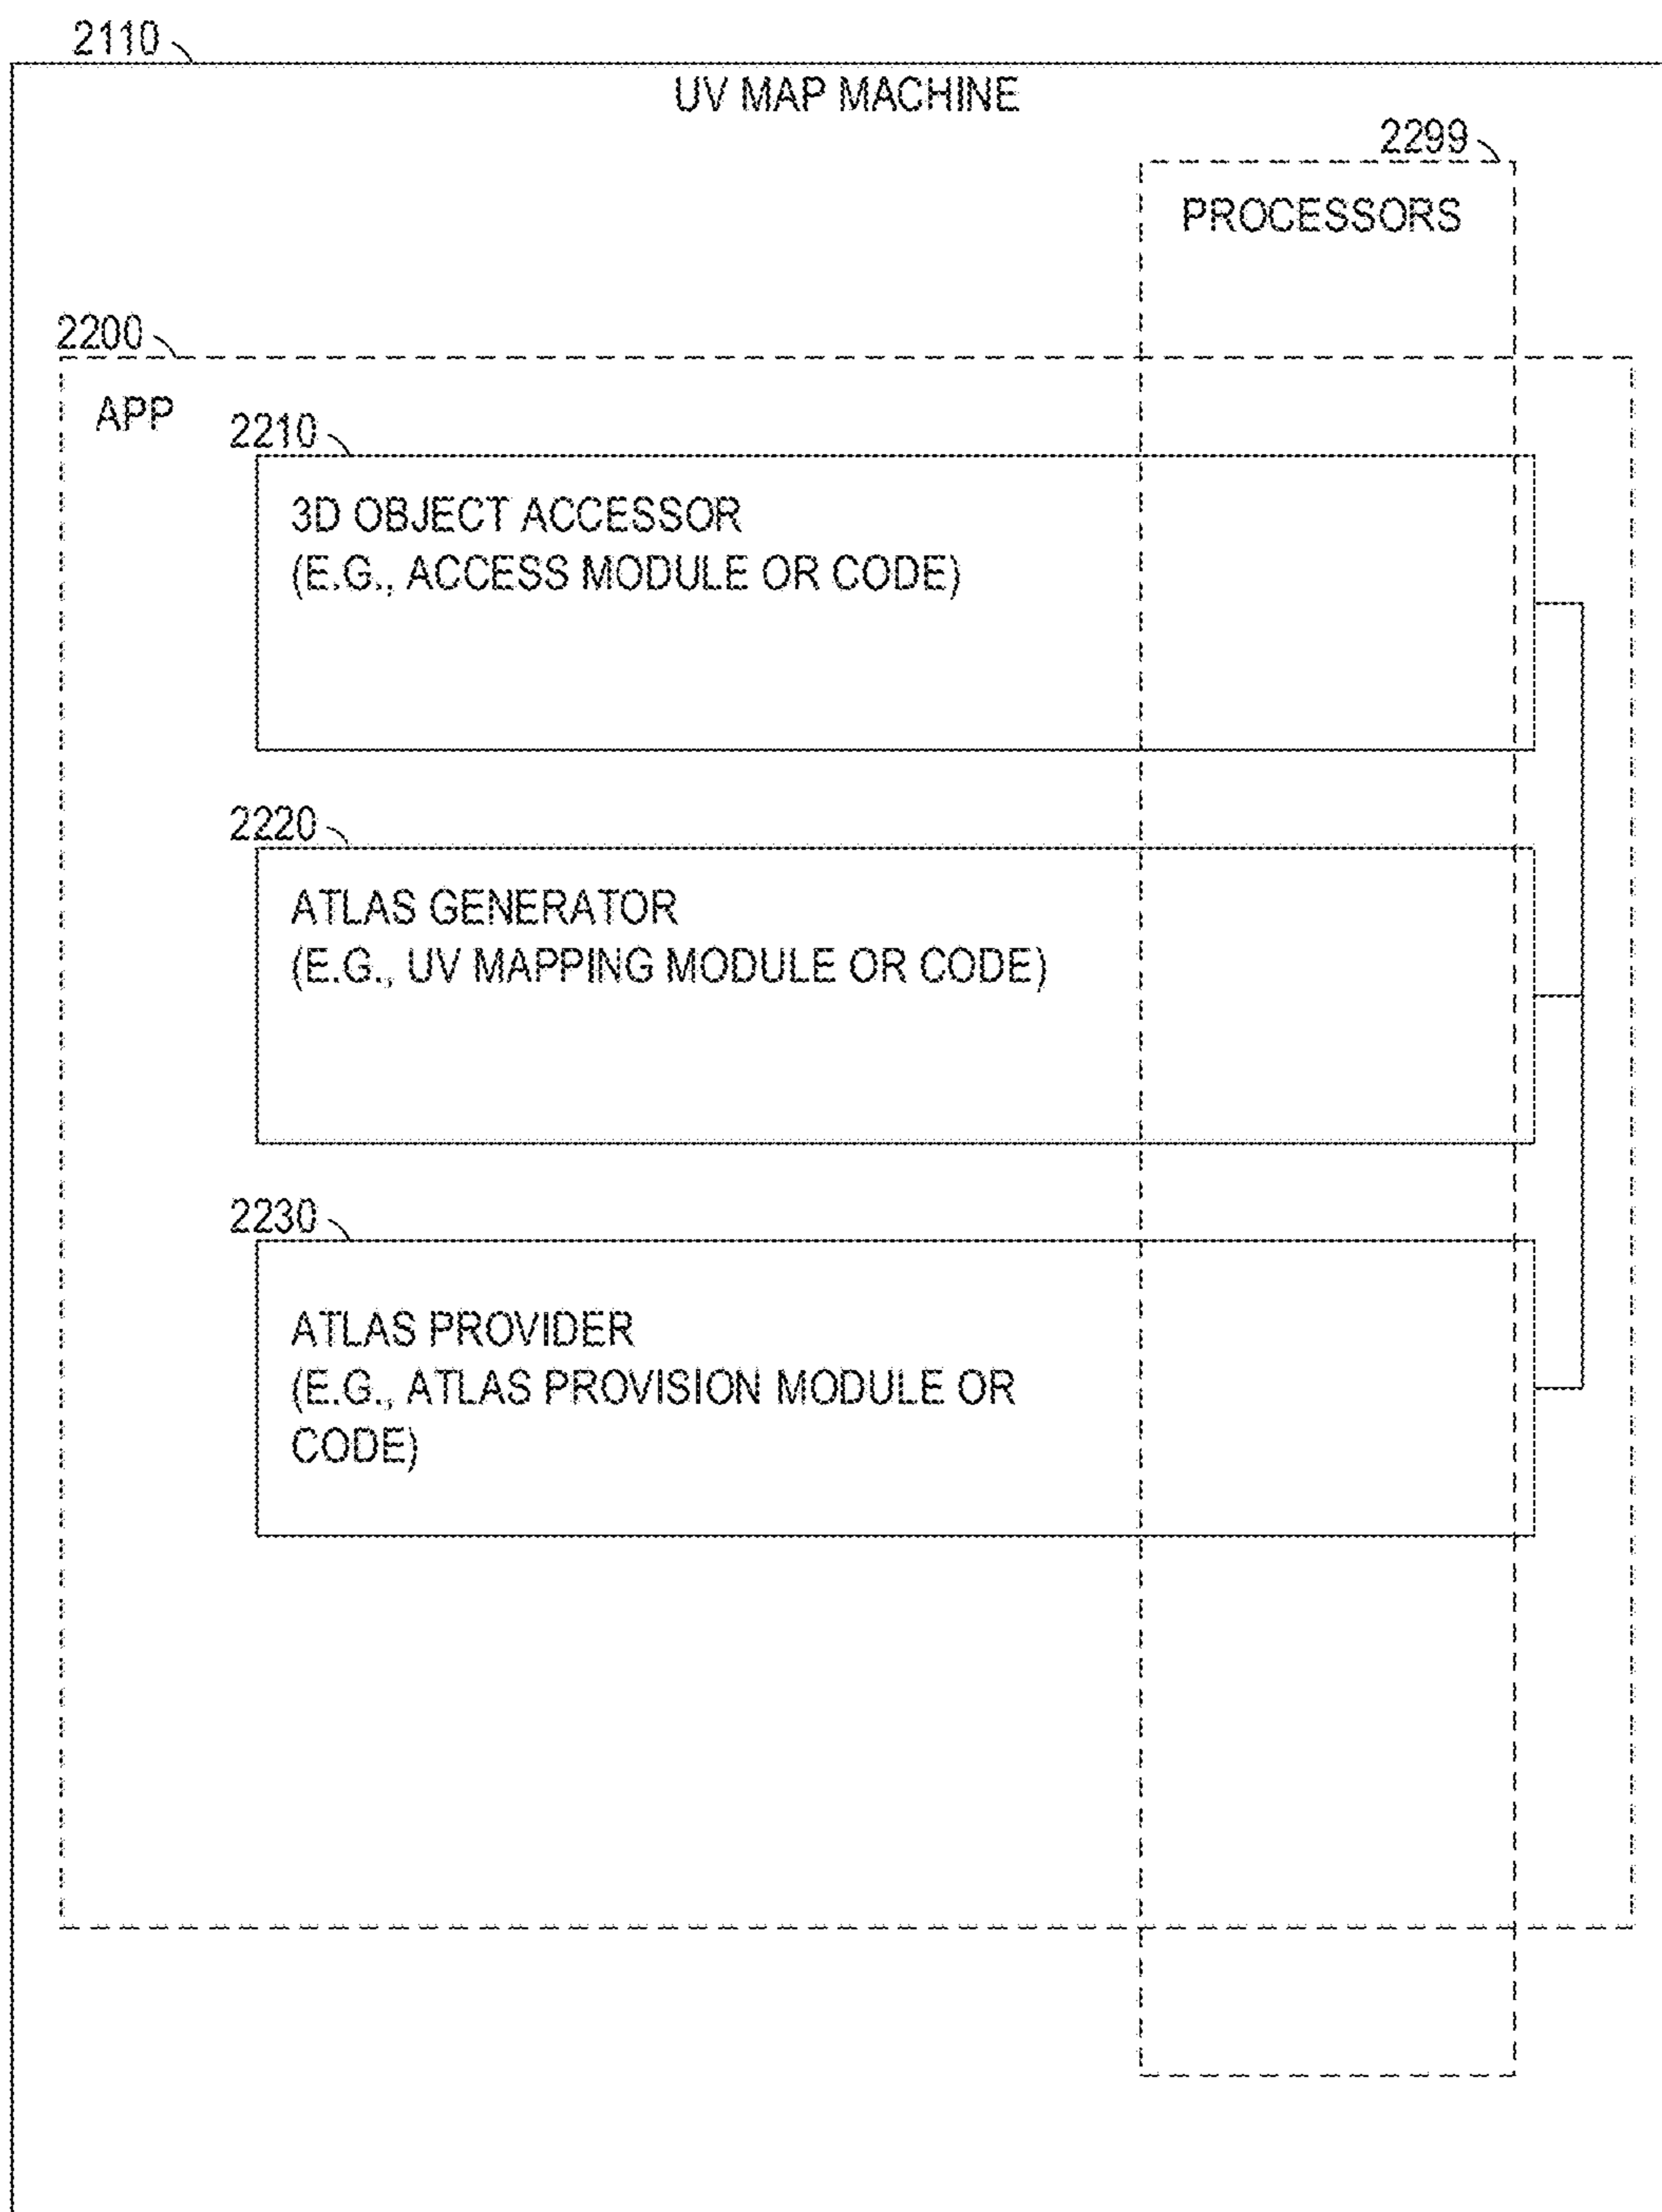 2110
UV MAP MACHINE
2299
PROCESSORS
2200
APP
2210
3D OBJECT ACCESSOR
(E.G., ACCESS MODULE OR CODE)
2220
ATLAS GENERATOR
(E.G., UV MAPPING MODULE OR CODE)
2230
ATLAS PROVIDER
(E.G., ATLAS PROVISION MODULE OR
CODE)